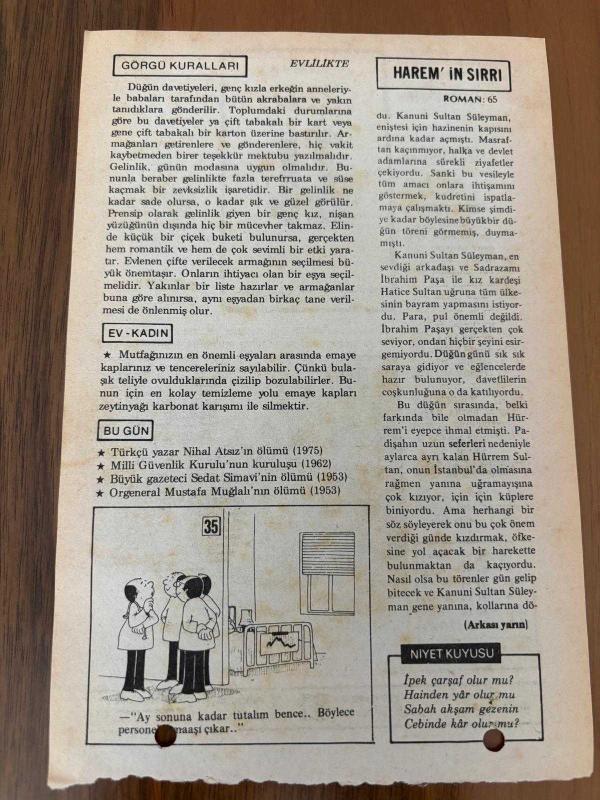 GÖRGÜ KURALLARI
EVLİLİKTE
Düğün davetiyeleri, genç kızla erkeğin anneleriy-
le babaları tarafından bütün akrabalara ve yakın
tanıdıklara gönderilir. Toplumdaki durumlarına
göre bu davetiyeler ya çift tabakalı bir kart veya
gene çift tabakalı bir karton üzerine bastırılır. Ar-
mağanları getirenlere ve gönderenlere, hiç vakit
kaybetmeden birer teşekkür mektubu yazılmalıdır.
Gelinlik, günün modasına uygun olmalıdır. Bu-
nunla beraber gelinlikte fazla teferrruata ve süse
kaçmak bir zevksizlik işaretidir. Bir gelinlik ne
kadar sade olursa, o kadar şık ve güzel görülür.
Prensip olarak gelinlik giyen bir genç kız, nişan
yüzüğünün dışında hiç bir mücevher takmaz. Elin-
de küçük bir çiçek buketi bulunursa, gerçekten
hem romantik ve hem de çok sevimli bir etki yara-
tır. Evlenen çifte verilecek armağının seçilmesi bü-
yük önemtaşır. Onların ihtiyacı olan bir eşya seçil-
melidir. Yakınlar bir liste hazırlar ve armağanlar
buna göre alınırsa, aynı eşyadan birkaç tane veril-
mesi de önlenmiş olur.
EV - KADIN
★ Mutfağınızın en önemli eşyaları arasında emaye
kaplarınız ve tencereleriniz sayılabilir. Çünkü bula-
şık teliyle ovulduklarında çizilip bozulabilirler. Bu-
nun için en kolay temizleme yolu emaye kapları
zeytinyağı karbonat karışımı ile silmektir.
BU GÜN
★ Türkçü yazar Nihal Atsız'ın ölümü (1975)
★ Milli Güvenlik Kurulu'nun kuruluşu (1962)
★ Büyük gazeteci Sedat Simavi'nin ölümü (1953)
★ Orgeneral Mustafa Muğlalı'nın ölümü (1953)
35
—"Ay sonuna kadar tutalım bence.. Böylece
persone naaşi çıkar.."
HAREM' İN SIRRI
ROMAN: 65
du. Kanuni Sultan Süleyman,
eniştesi için hazinenin kapısını
ardına kadar açmıştı. Masraf-
tan kaçınmıyor, halka ve devlet
adamlarına sürekli ziyafetler
çekiyordu. Sanki bu vesileyle
tüm amacı onlara ihtişamını
göstermek, kudretini ispatla-
maya çalışmaktı. Kimse şimdi-
ye kadar böylesine büyük bir dü-
ğün töreni görmemiş, duyma-
mıştı.
Kanuni Sultan Süleyman, en
sevdiği arkadaşı ve Sadrazamı
İbrahim Paşa ile kız kardeşi
Hatice Sultan uğruna tüm ülke-
sinin bayram yapmasını istiyor-
du. Para, pul önemli değildi.
İbrahim Paşayı gerçekten çok
seviyor, ondan hiçbir şeyini esir-
gemiyordu. Düğün günü sık sık
saraya gidiyor ve eğlencelerde
hazır bulunuyor, davetlilerin
coşkunluğuna o da katılıyordu.
Bu düğün sırasında, belki
farkında bile olmadan Hür-
rem'i eyepce ihmal etmişti. Pa-
dişahın uzun seferleri nedeniyle
aylarca ayrı kalan Hürrem Sul-
tan, onun İstanbul'da olmasına
rağmen yanına uğramayışına
çok kızıyor, için için küplere
biniyordu. Ama herhangi bir
söz söyleyerek onu bu çok önem
verdiği günde kızdırmak, öfke-
sine yol açacak bir harekette
bulunmaktan da kaçıyordu.
Nasıl olsa bu törenler gün gelip
bitecek ve Kanuni Sultan Süley-
man gene yanına, kollarına dö-
(Arkası yarın)
NİYET KUYUSU
İpek çarşaf olur mu?
Hainden yâr olur mu
Sabah akşam gezenin
Cebinde kâr olur mu?